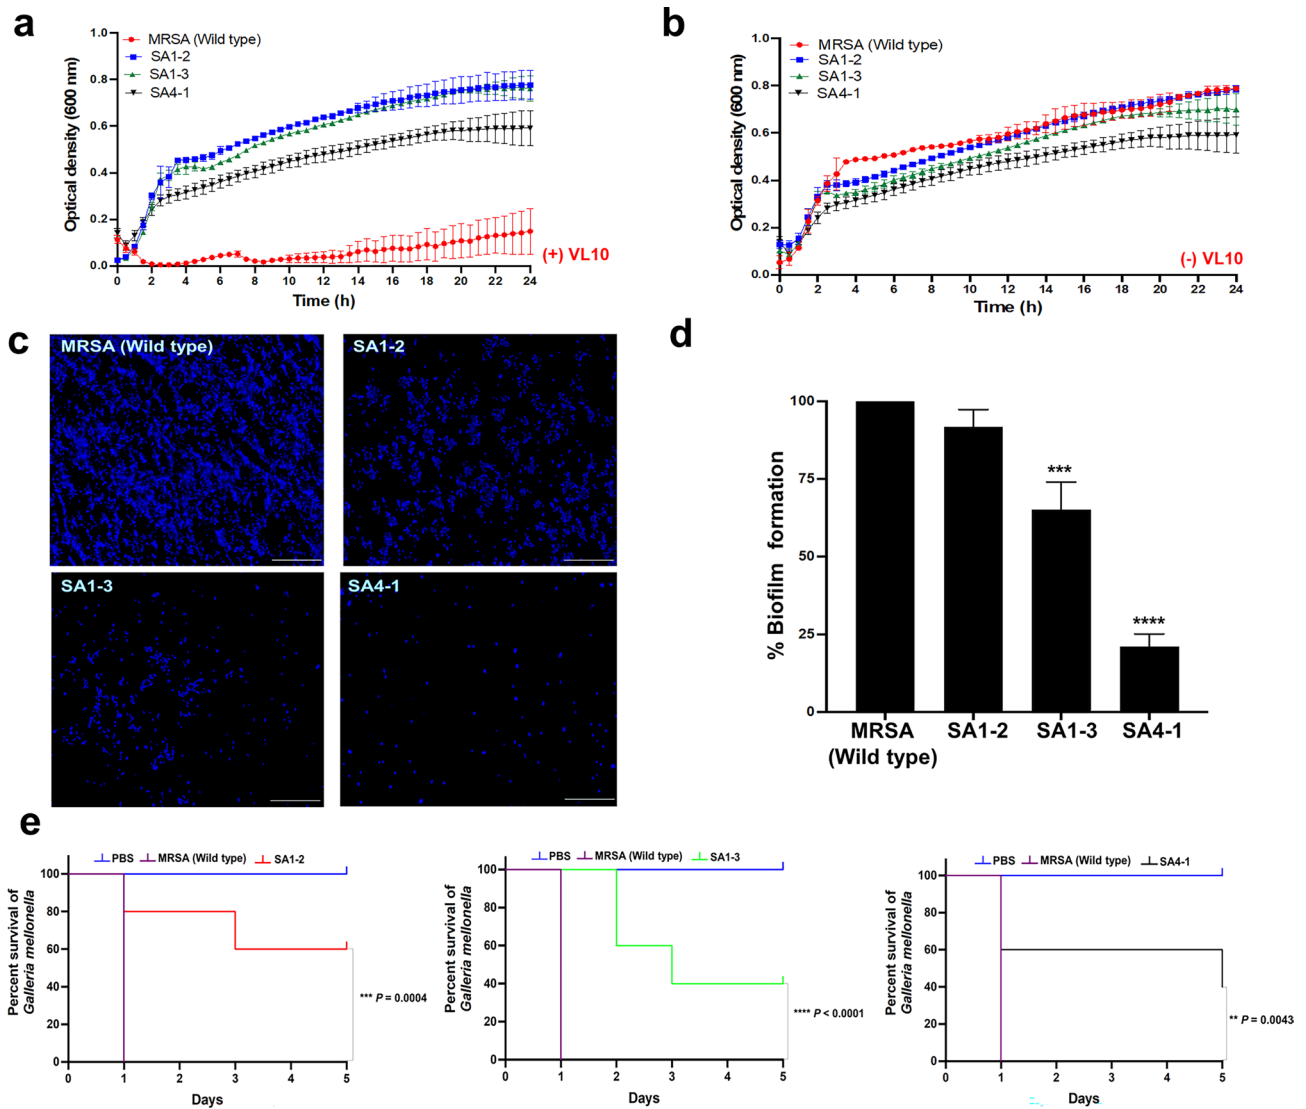 a
1.0
0.8
0.6
0.4
0.2
0.0
Optical density (600 nm)
MRSA (Wild type)
SA1-2
SA1-3
SA4-1
(+) VL10
0 2 4 6 8 10 12 14 16 18 20 22 24
Time (h)
b
1.0
0.8
0.6
0.4
0.2
0.0
Optical density (600 nm)
MRSA (Wild type)
SA1-2
SA1-3
SA4-1
(-) VL10
0 2 4 6 8 10 12 14 16 18 20 22 24
Time (h)
c
MRSA (Wild type)
SA1-2
SA1-3
SA4-1
d
100
75
50
25
0
% Biofilm formation
***
****
MRSA
(Wild type)
SA1-2
SA1-3
SA4-1
e
PBS MRSA (Wild type) SA1-2
100
80
60
40
20
0
Percent survival of
Galleria mellonella
*** P = 0.0004
0 1 2 3 4 5
Days
PBS MRSA (Wild type) SA1-3
100
80
60
40
20
0
Percent survival of
Galleria mellonella
**** P < 0.0001
0 1 2 3 4 5
Days
PBS MRSA (Wild type) SA4-1
100
80
60
40
20
0
Percent survival of
Galleria mellonella
** P = 0.0043
0 1 2 3 4 5
Days